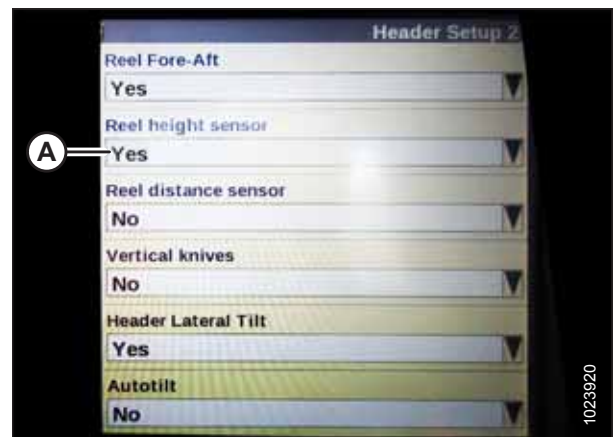 Header Setup 2
Reel Fore-Aft
Yes
Reel height sensor
A
Yes
Reel distance sensor
No
Vertical knives
No
Header Lateral Tilt
Yes
Autotilt
No
1023920